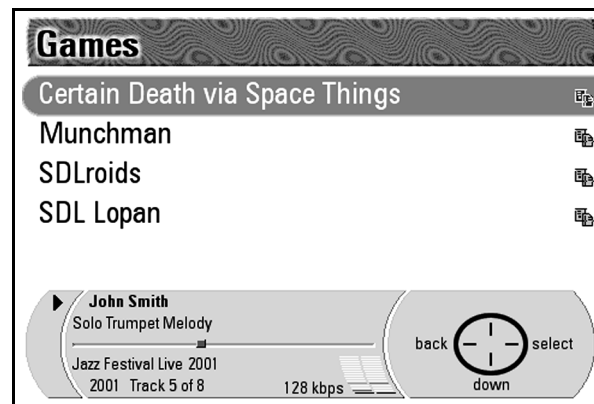 Games
Certain Death via Space Things
Munchman
SDLroids
SDL Lopan
John Smith
Solo Trumpet Melody
Jazz Festival Live 2001
2001 Track 5 of 8 128 kbps
back select
down